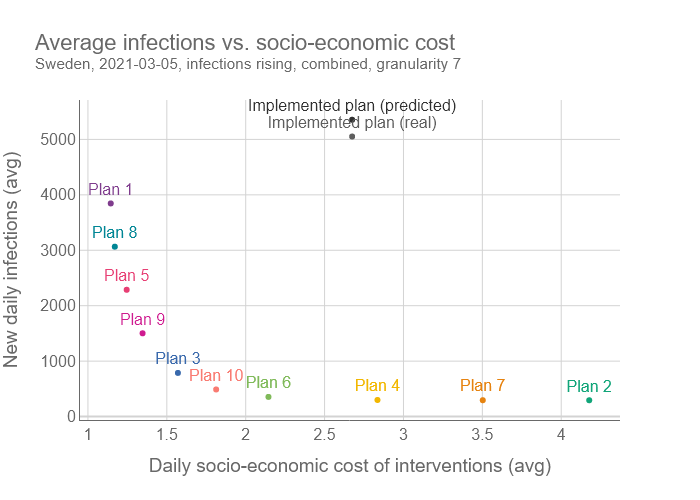 Average infections vs. socio-economic cost
Sweden, 2021-03-05, infections rising, combined, granularity 7
New daily infections (avg)
5000
4000
3000
2000
1000
0
Implemented plan (predicted)
Implemented plan (real)
Plan 1
Plan 8
Plan 5
Plan 9
Plan 3
Plan 10
Plan 6
Plan 4
Plan 7
Plan 2
1
1.5
2
2.5
3
3.5
4
Daily socio-economic cost of interventions (avg)